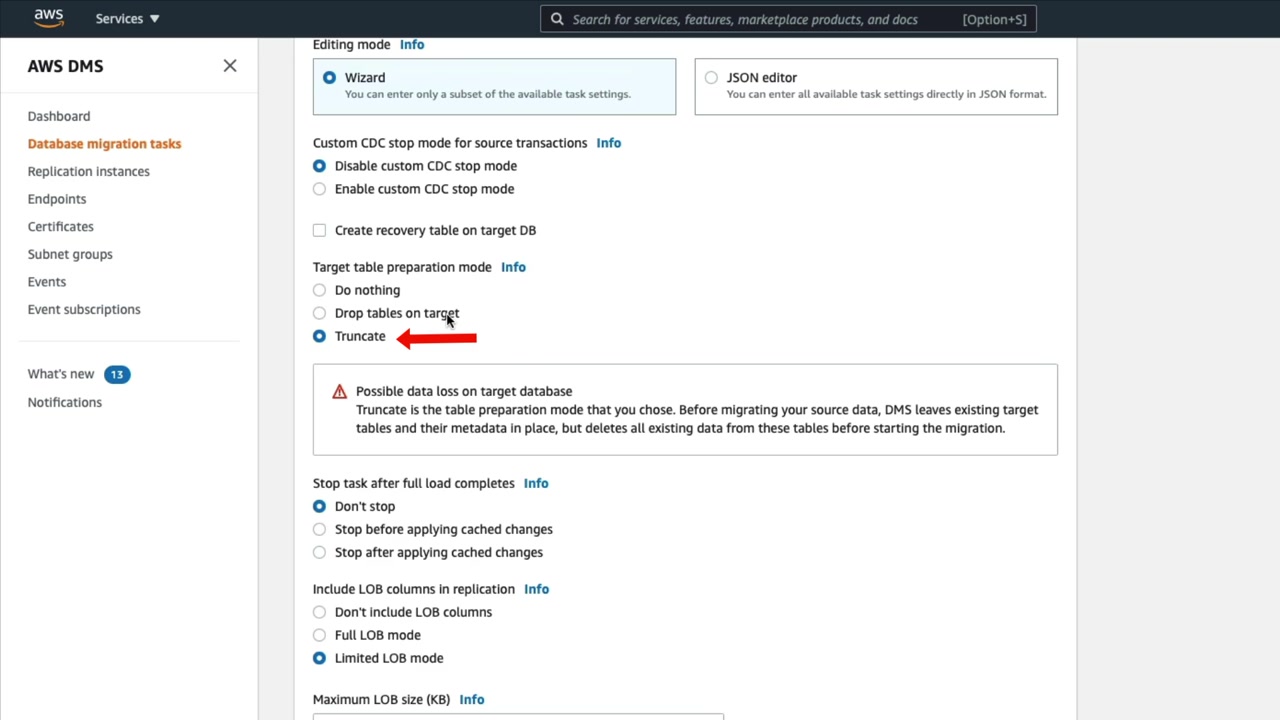 aws Services Search for services, features, marketplace products, and docs [Option+S]
AWS DMS
Dashboard
Database migration tasks
Replication instances
Endpoints
Certificates
Subnet groups
Events
Event subscriptions
What's new 13
Notifications
Editing mode Info
Wizard
You can enter only a subset of the available task settings.
JSON editor
You can enter all available task settings directly in JSON format.
Custom CDC stop mode for source transactions Info
Disable custom CDC stop mode
Enable custom CDC stop mode
Create recovery table on target DB
Target table preparation mode Info
Do nothing
Drop tables on target
Truncate
Possible data loss on target database
Truncate is the table preparation mode that you chose. Before migrating your source data, DMS leaves existing target
tables and their metadata in place, but deletes all existing data from these tables before starting the migration.
Stop task after full load completes Info
Don't stop
Stop before applying cached changes
Stop after applying cached changes
Include LOB columns in replication Info
Don't include LOB columns
Full LOB mode
Limited LOB mode
Maximum LOB size (KB) Info